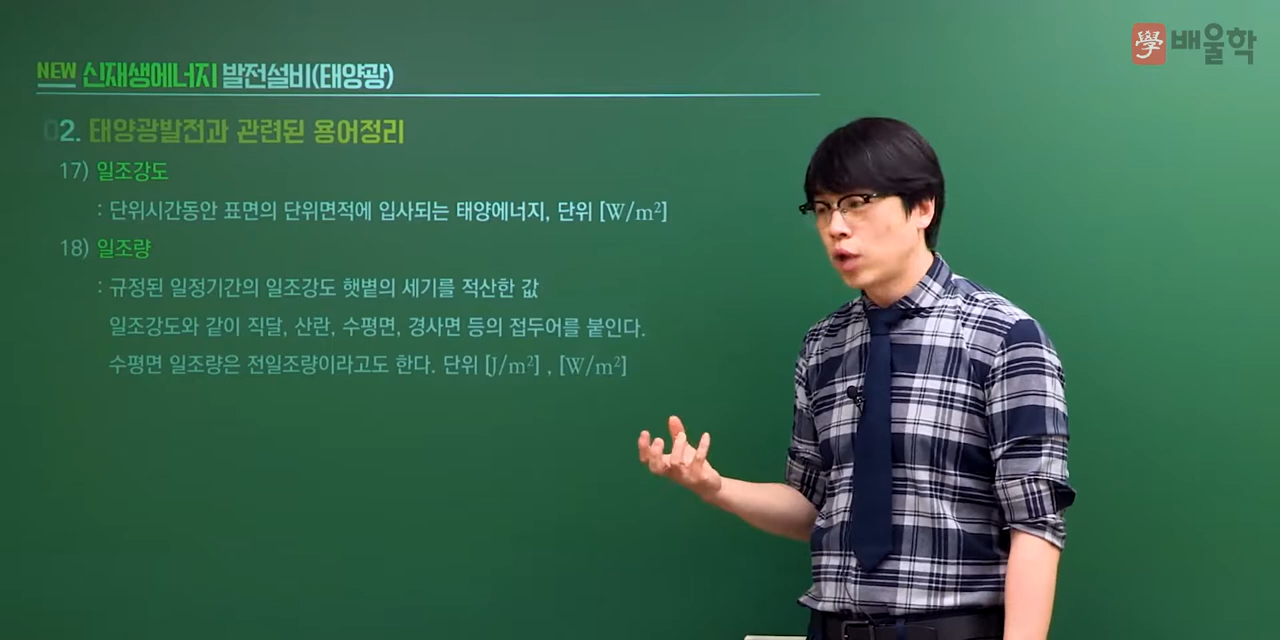 學 배울학
NEW 신재생에너지 발전설비(태양광)
02. 태양광발전과 관련된 용어정리
17) 일조강도
: 단위시간동안 표면의 단위면적에 입사되는 태양에너지, 단위 [W/m²]
18) 일조량
: 규정된 일정기간의 일조강도 햇볕의 세기를 적산한 값
일조강도와 같이 직달, 산란, 수평면, 경사면 등의 접두어를 붙인다.
수평면 일조량은 전일조량이라고도 한다. 단위 [J/m²] , [W/m²]